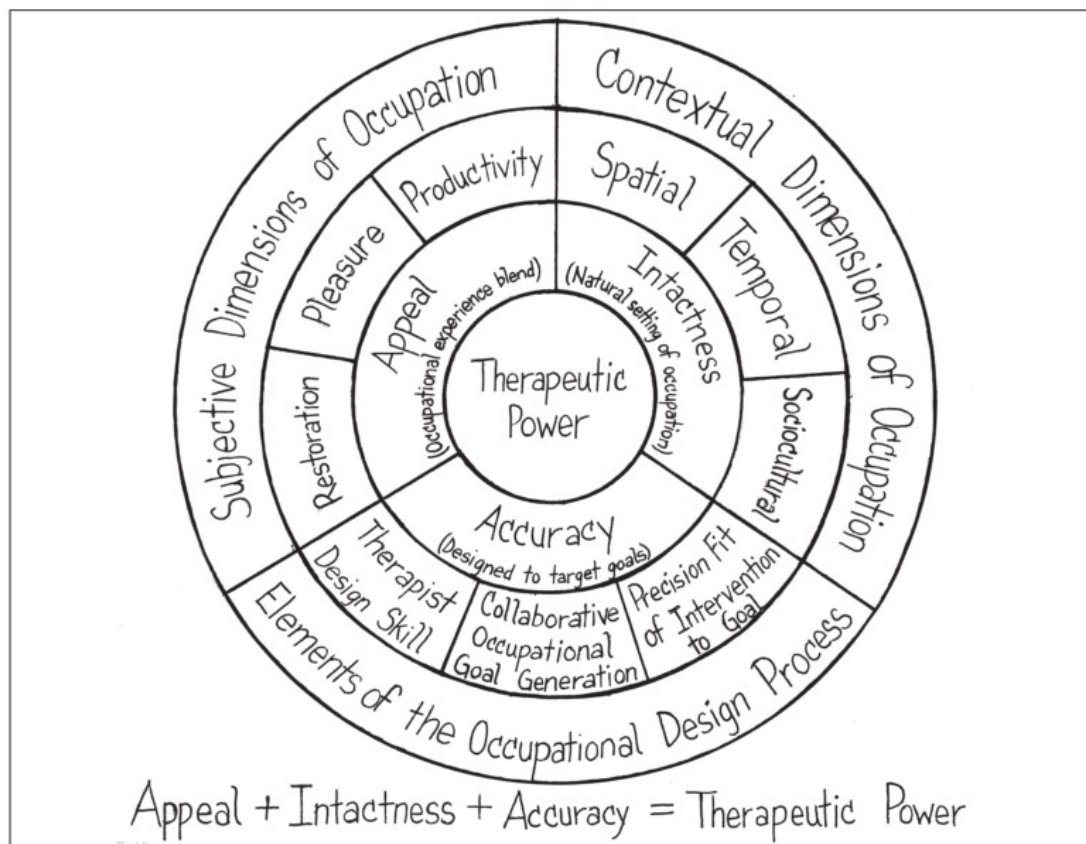 Subjective Dimensions of Occupation
Contextual Dimensions of Occupation
Elements of the Occupational Design Process
Restoration
Pleasure
Productivity
Spatial
Temporal
Sociocultural
Therapist
Design Skill
Collaborative
Occupational
Goal Generation
Precision Fit
of Intervention
to Goal
Appeal
(Occupational experience blend)
Intactness
(Natural setting of occupation)
Accuracy
(Designed to target goals)
Therapeutic
Power
Appeal + Intactness + Accuracy = Therapeutic Power